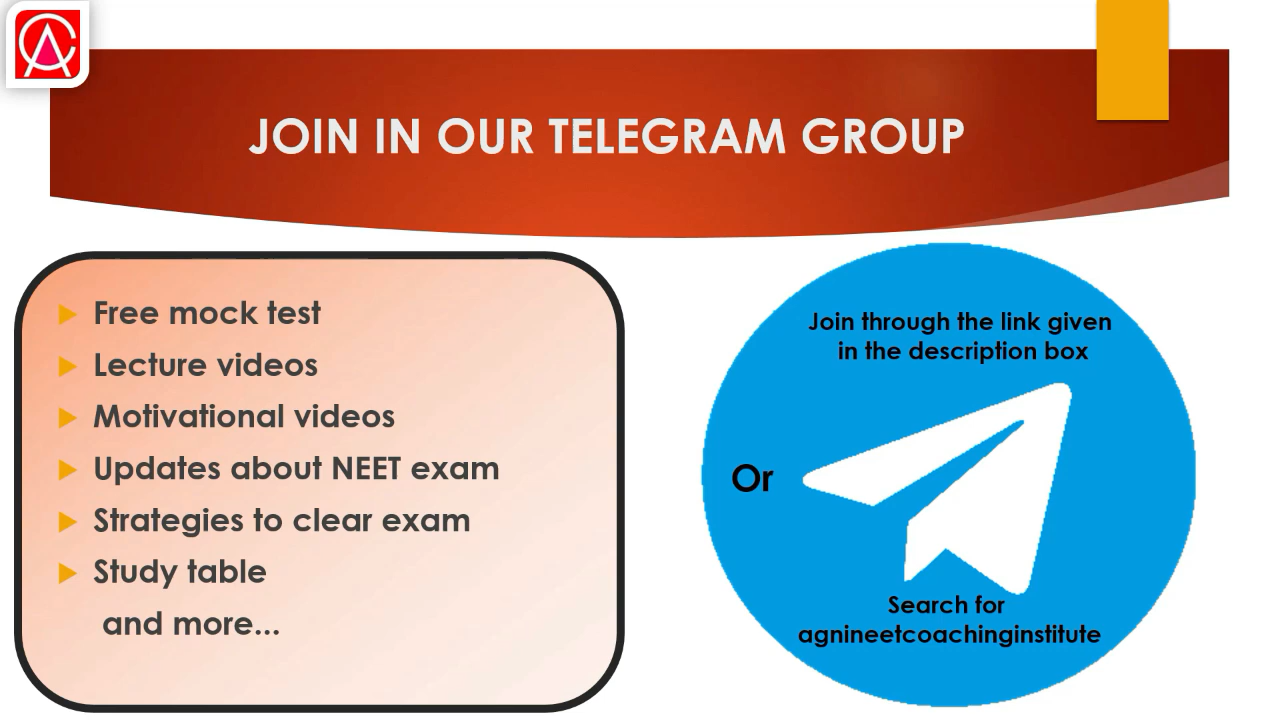 JOIN IN OUR TELEGRAM GROUP
Free mock test
Lecture videos
Motivational videos
Updates about NEET exam
Strategies to clear exam
Study table
and more...
Join through the link given
in the description box
Or
Search for
agnineetcoachinginstitute